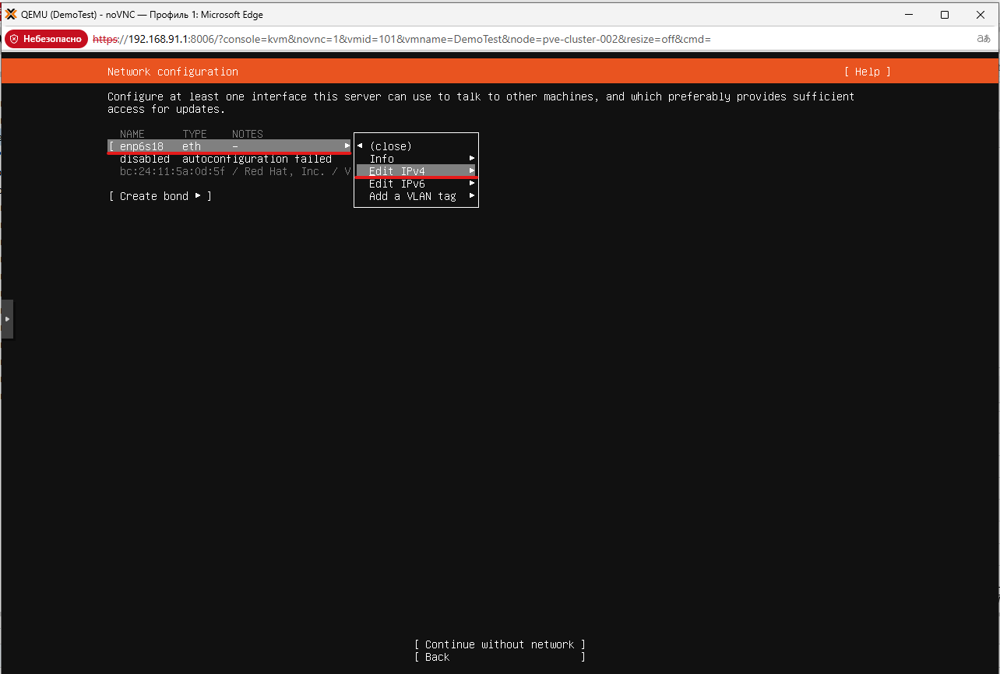 QEMU (DemoTest) - noVNC — Профиль 1: Microsoft Edge
Небезопасно https://192.168.91.1:8006/?console=kvm&novnc=1&vmid=101&vmname=DemoTest&node=pve-cluster-002&resize=off&cmd=
Network configuration [ Help ]
Configure at least one interface this server can use to talk to other machines, and which preferably provides sufficient
access for updates.
NAME TYPE NOTES
[ enp6s18 eth – ▸ ◂ (close)
disabled autoconfiguration failed Info ▸
bc:24:11:5a:0d:5f / Red Hat, Inc. / V Edit IPv4 ▸
Edit IPv6 ▸
[ Create bond ▸ ] Add a VLAN tag ▸
[ Continue without network ]
[ Back ]